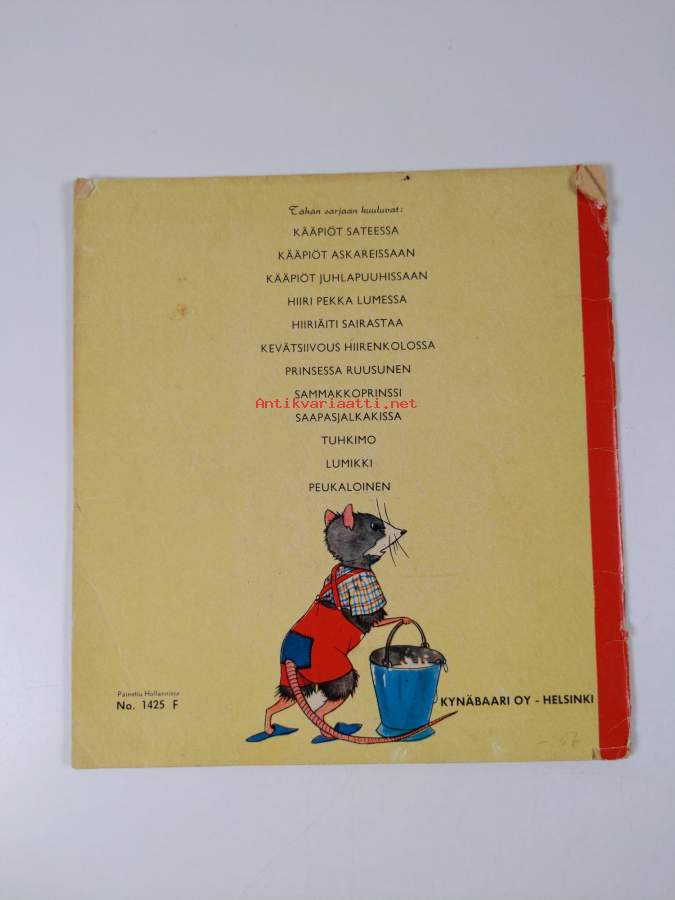 Tähän sarjaan kuuluvat:
KÄÄPIÖT SATEESSA
KÄÄPIÖT ASKAREISSAAN
KÄÄPIÖT JUHLAPUUHISSAAN
HIIRI PEKKA LUMESSA
HIIRIÄITI SAIRASTAA
KEVÄTSIIVOUS HIIRENKOLOSSA
PRINSESSA RUUSUNEN
SAMMAKKOPRINSSI
Antikvariaatti.net
SAAPASJALKAKISSA
TUHKIMO
LUMIKKI
PEUKALOINEN
Painettu Hollannissa
No. 1425 F
KYNÄBAARI OY - HELSINKI